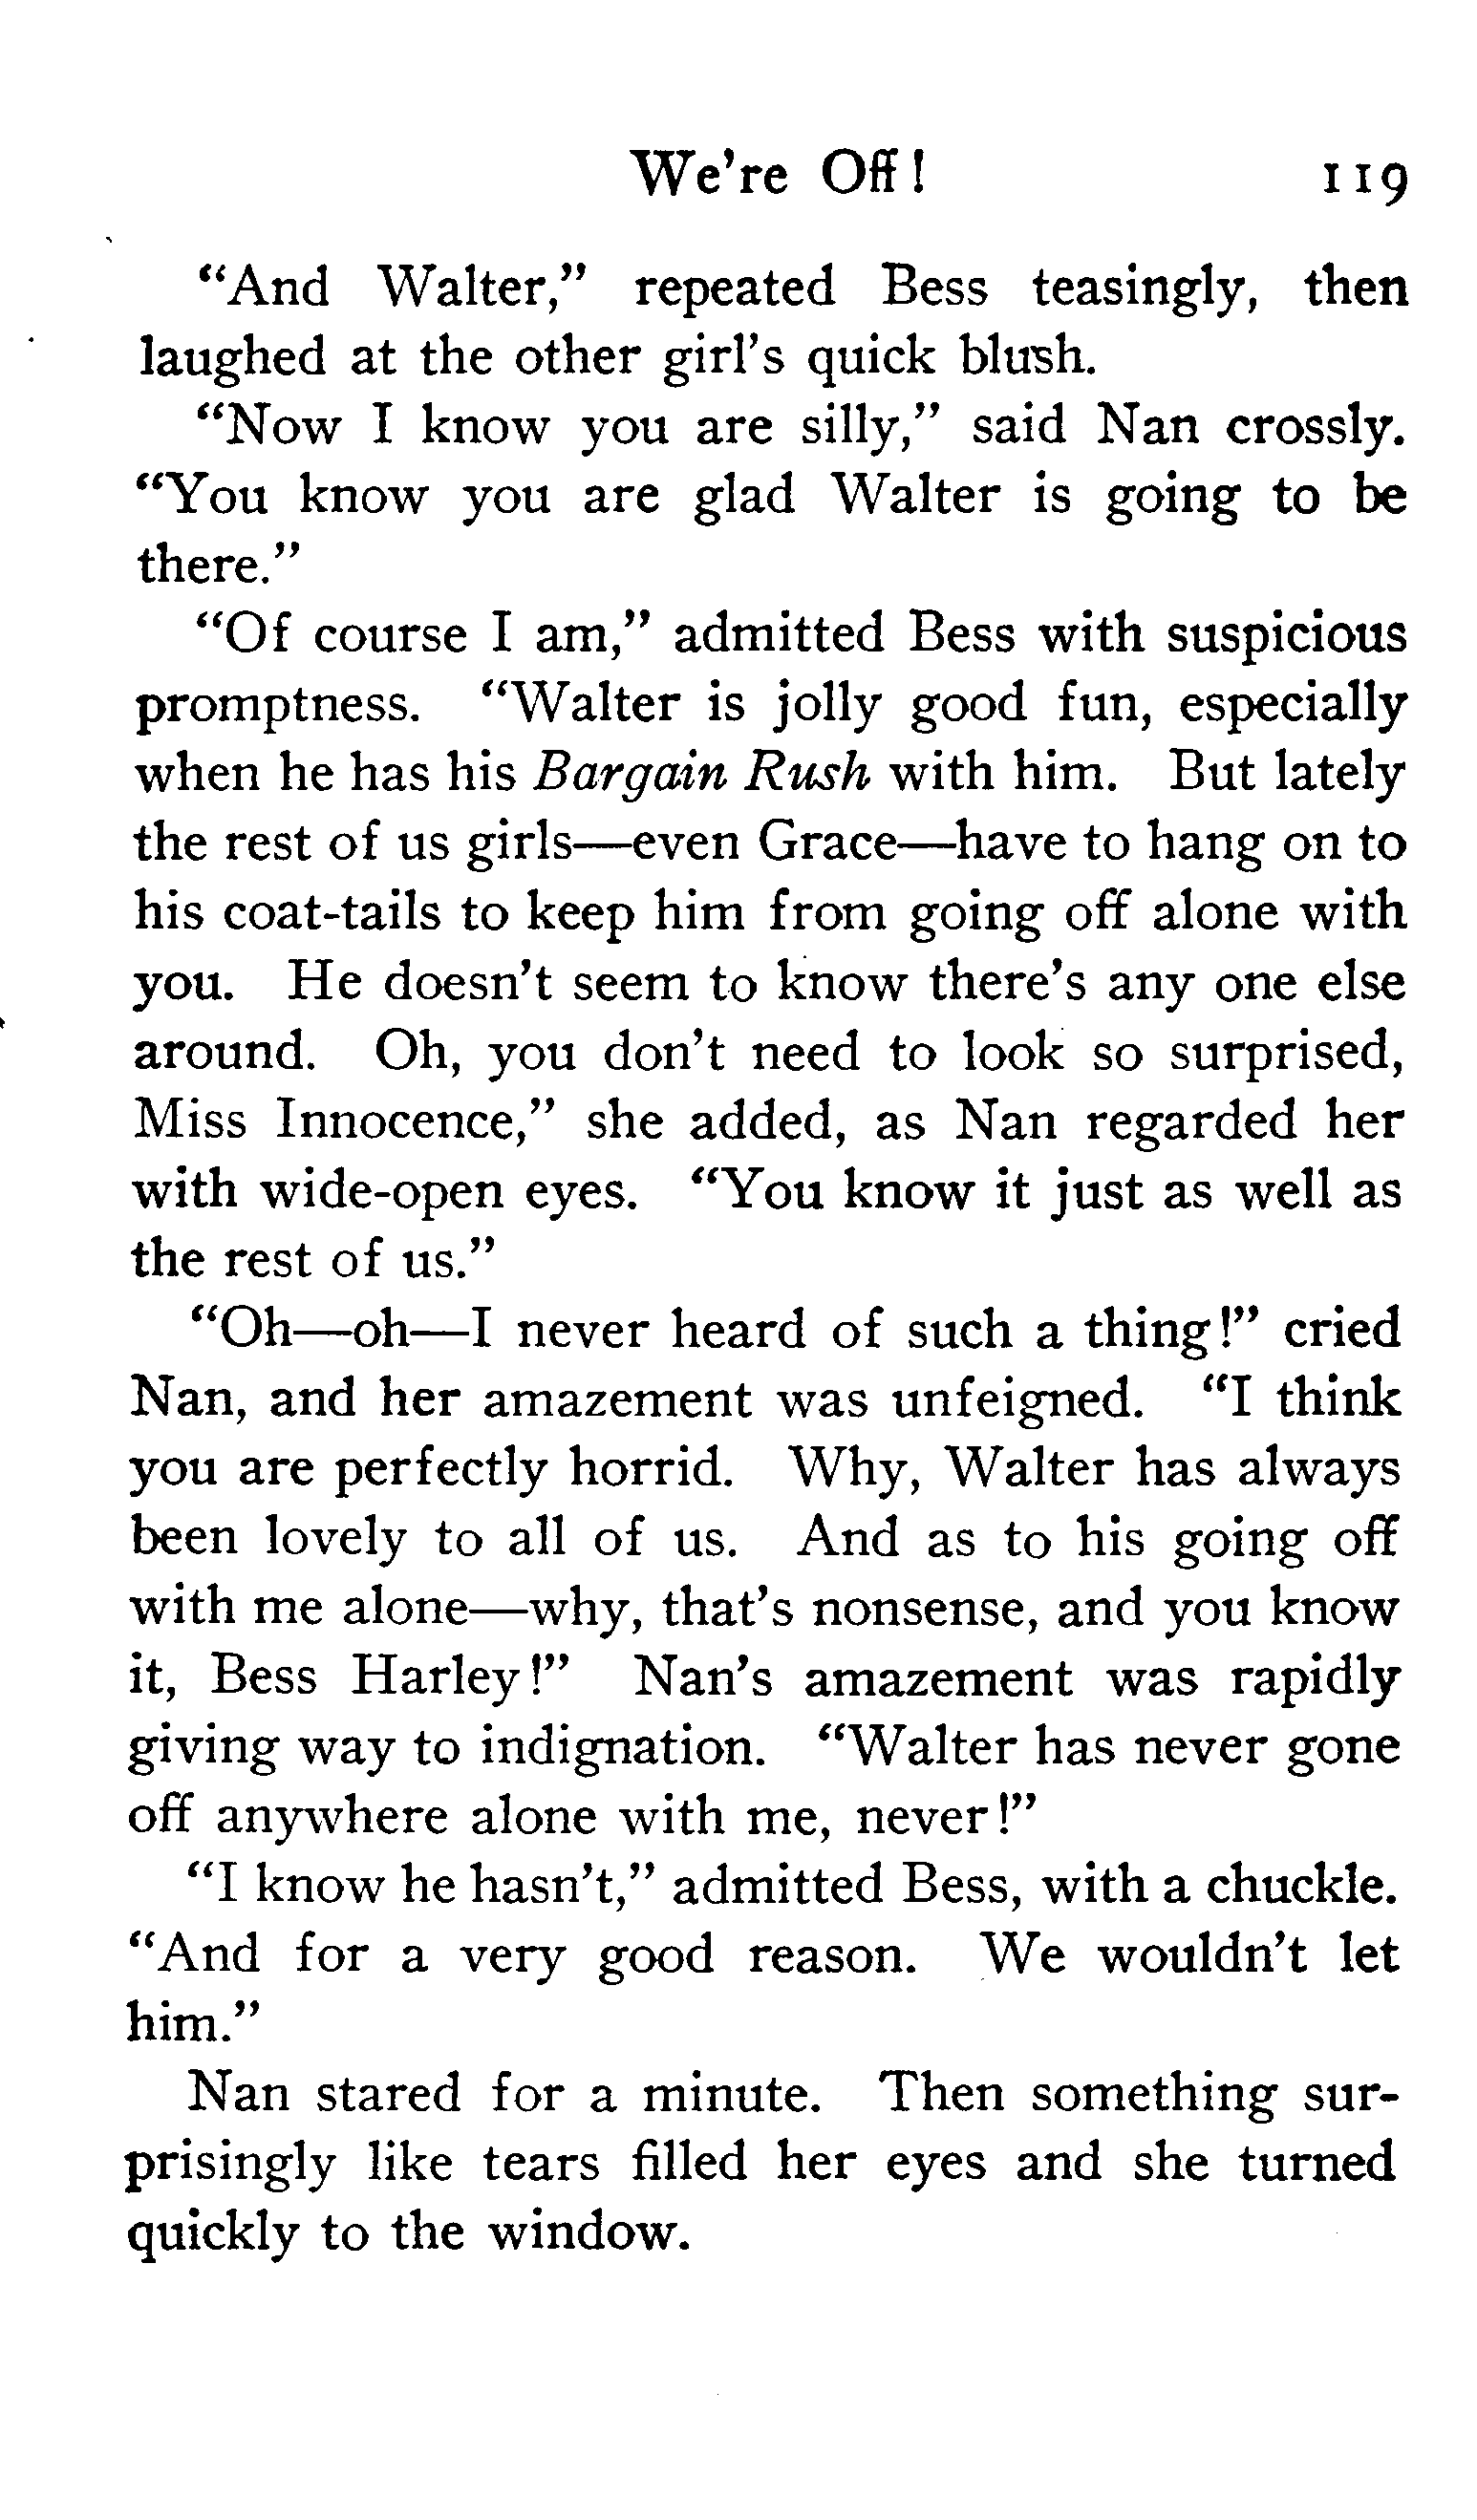 We're Off! 119
"And Walter," repeated Bess teasingly, then
laughed at the other girl's quick blush.
"Now I know you are silly," said Nan crossly.
"You know you are glad Walter is going to be
there."
"Of course I am," admitted Bess with suspicious
promptness. "Walter is jolly good fun, especially
when he has his Bargain Rush with him. But lately
the rest of us girls—even Grace—have to hang on to
his coat-tails to keep him from going off alone with
you. He doesn't seem to know there's any one else
around. Oh, you don't need to look so surprised,
Miss Innocence," she added, as Nan regarded her
with wide-open eyes. "You know it just as well as
the rest of us."
"Oh—oh—I never heard of such a thing!" cried
Nan, and her amazement was unfeigned. "I think
you are perfectly horrid. Why, Walter has always
been lovely to all of us. And as to his going off
with me alone—why, that's nonsense, and you know
it, Bess Harley!" Nan's amazement was rapidly
giving way to indignation. "Walter has never gone
off anywhere alone with me, never!"
"I know he hasn't," admitted Bess, with a chuckle.
"And for a very good reason. We wouldn't let
him."
Nan stared for a minute. Then something sur-
prisingly like tears filled her eyes and she turned
quickly to the window.